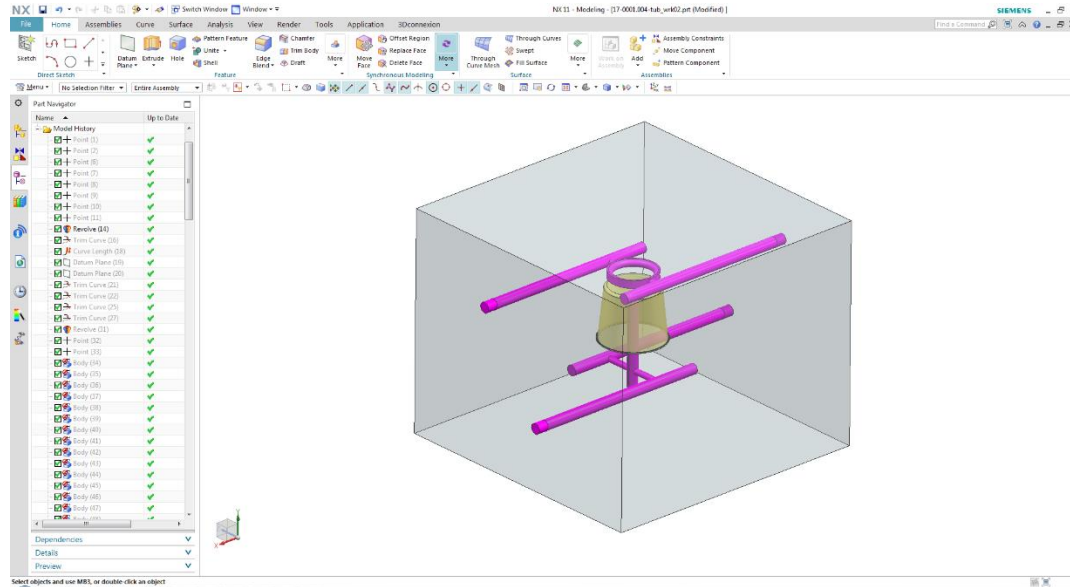 NX Switch Window Window NX 11 - Modeling - [17-0001.004-tub_wrk02.prt (Modified) ] SIEMENS
File Home Assemblies Curve Surface Analysis View Render Tools Application 3Dconnexion Find a Command
Sketch Datum Plane Extrude Hole Pattern Feature Unite Shell Edge Blend Chamfer Trim Body Draft More Move Face Offset Region Replace Face Delete Face More Through Curve Mesh Through Curves Swept Fill Surface More Work on Assembly Add Assembly Constraints Move Component Pattern Component
Direct Sketch Feature Synchronous Modeling Surface Assemblies
Menu No Selection Filter Entire Assembly
Part Navigator
Name Up to Date
Model History
Point (1)
Point (2)
Point (6)
Point (7)
Point (8)
Point (9)
Point (10)
Point (11)
Revolve (14)
Trim Curve (16)
Curve Length (18)
Datum Plane (19)
Datum Plane (20)
Trim Curve (21)
Trim Curve (22)
Trim Curve (25)
Trim Curve (27)
Revolve (31)
Point (32)
Point (33)
Body (34)
Body (35)
Body (36)
Body (37)
Body (38)
Body (39)
Body (40)
Body (41)
Body (42)
Body (43)
Body (44)
Body (45)
Body (46)
Body (47)
Dependencies
Details
Preview
Select objects and use MB3, or double-click an object